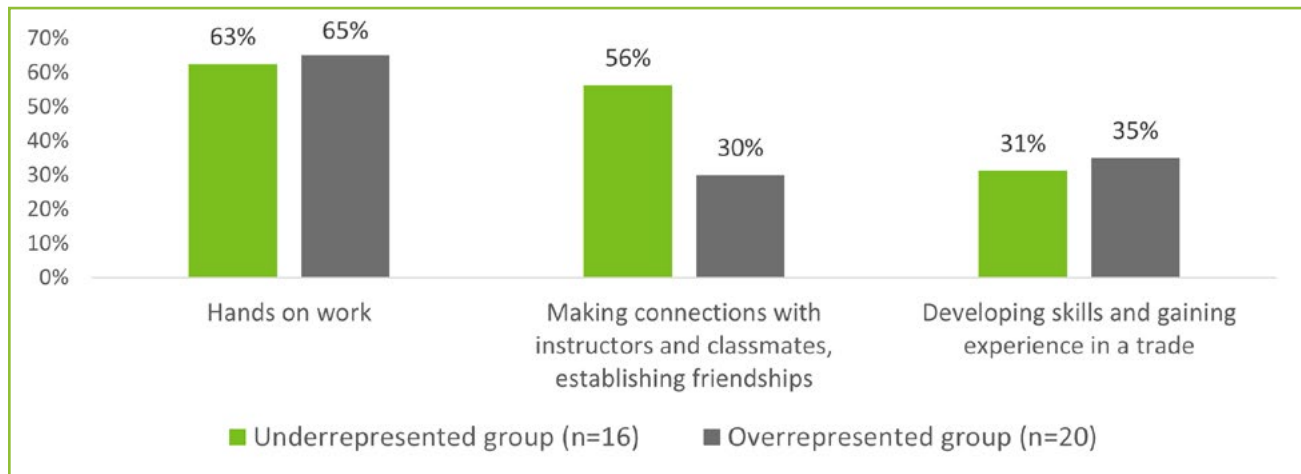 70%
60%
50%
40%
30%
20%
10%
0%
63%
65%
56%
30%
31%
35%
Hands on work
Making connections with
instructors and classmates,
establishing friendships
Developing skills and gaining
experience in a trade
Underrepresented group (n=16)
Overrepresented group (n=20)